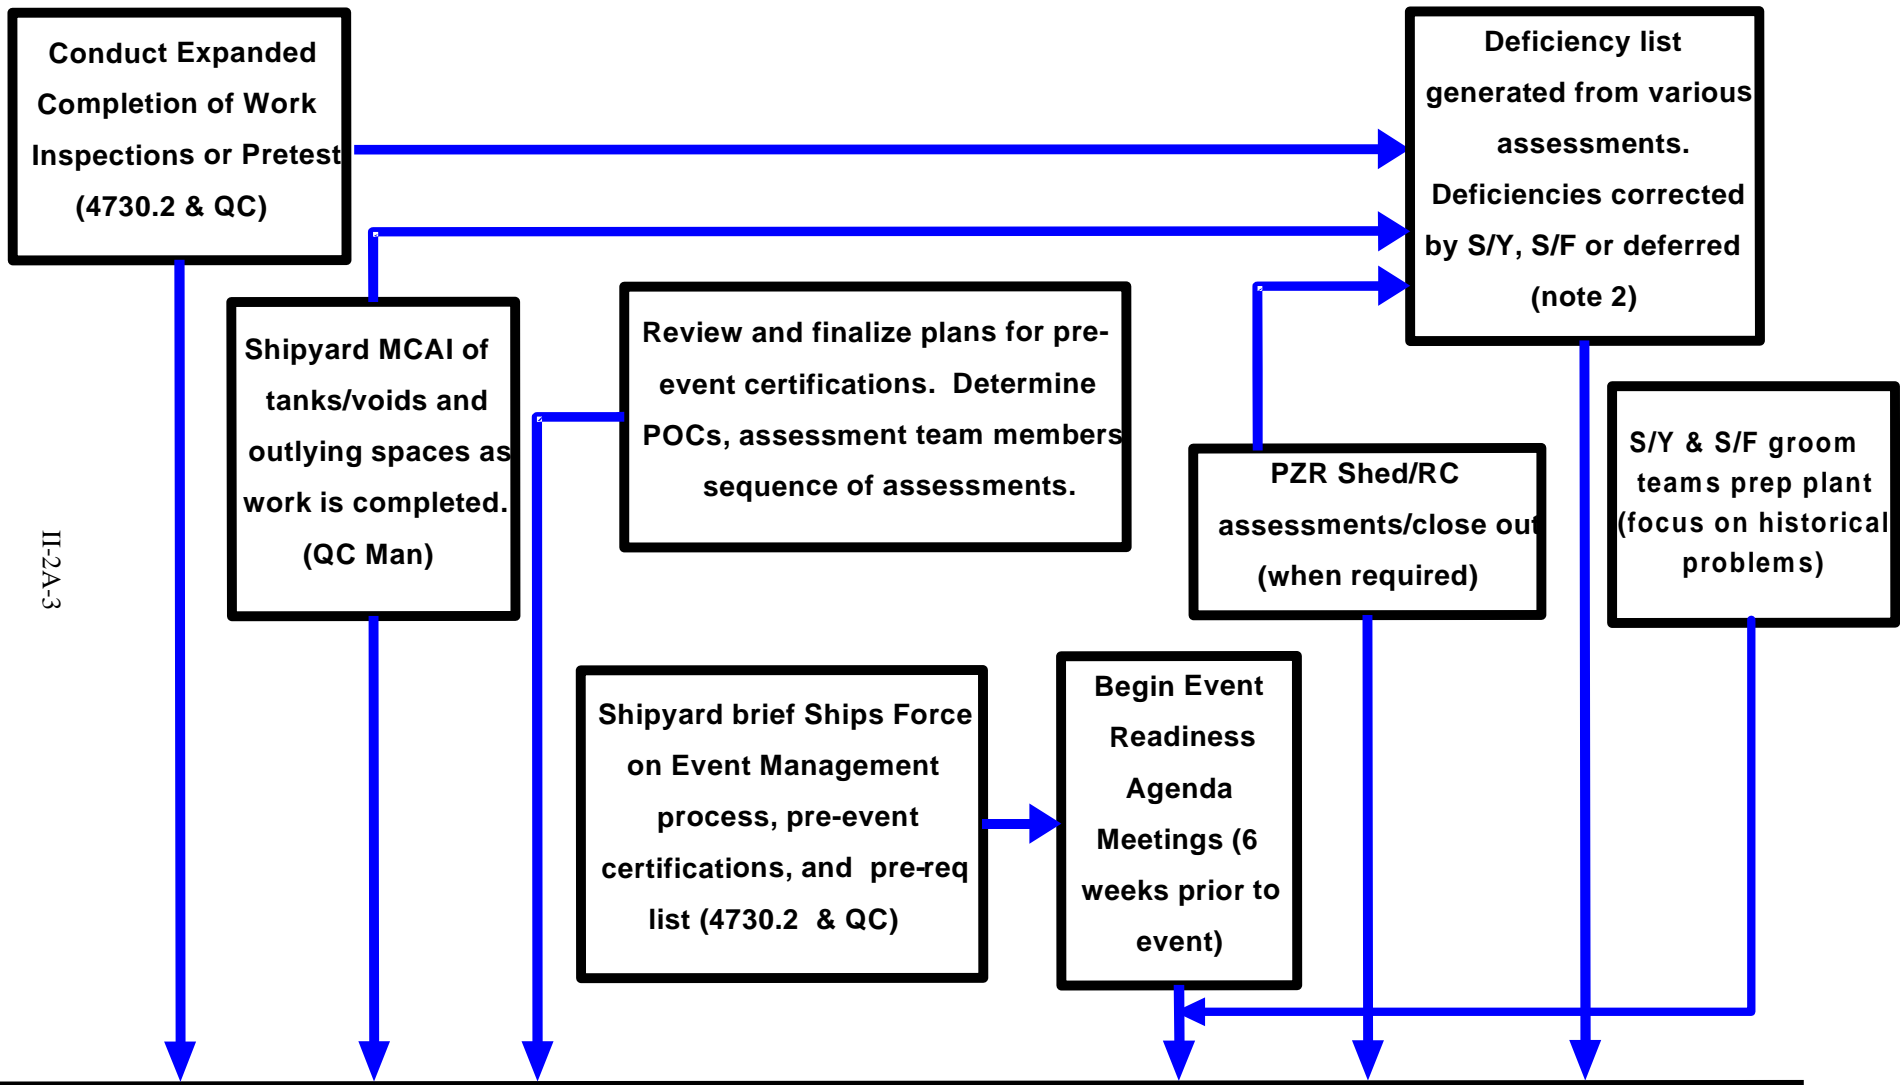 Conduct Expanded
Completion of Work
Inspections or Pretest
(4730.2 & QC)
Deficiency list
generated from various
assessments.
Deficiencies corrected
by S/Y, S/F or deferred
(note 2)
Shipyard MCAI of
tanks/voids and
outlying spaces as
work is completed.
(QC Man)
Review and finalize plans for pre-
event certifications.  Determine
POCs, assessment team members
sequence of assessments.
PZR Shed/RC
assessments/close out
(when required)
S/Y & S/F groom
teams prep plant
(focus on historical
problems)
Shipyard brief Ships Force
on Event Management
process, pre-event
certifications, and  pre-req
list (4730.2  & QC)
Begin Event
Readiness
Agenda
Meetings (6
weeks prior to
event)
II-2A-3